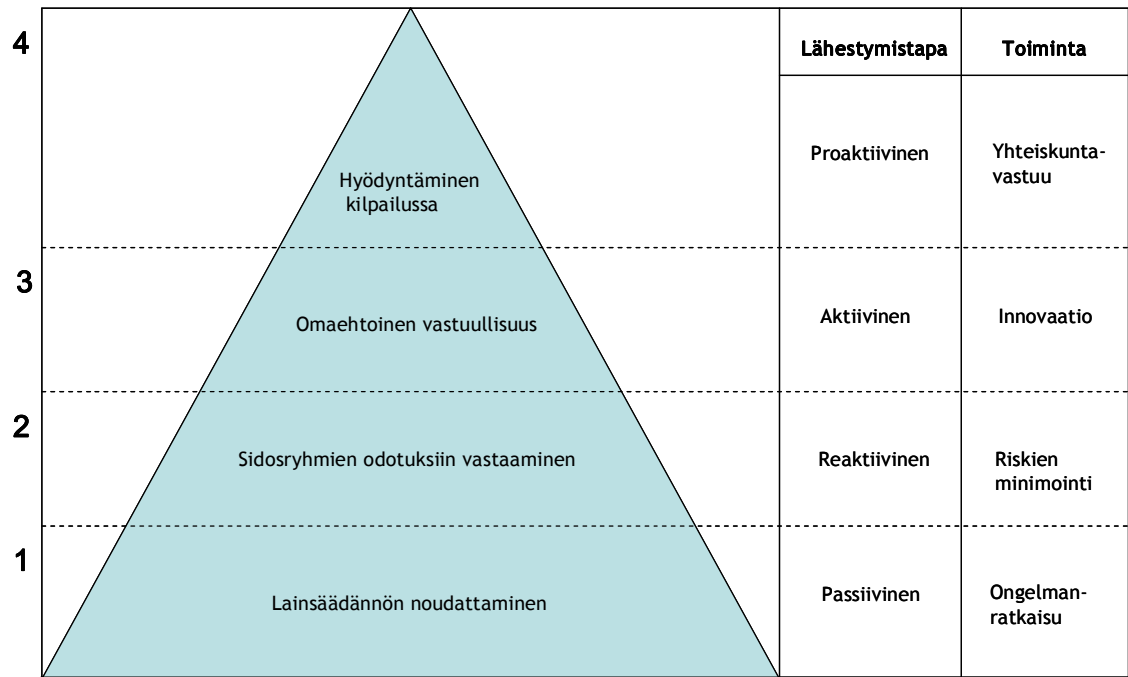 4
Lähestymistapa
Toiminta
Hyödyntäminen
kilpailussa
Proaktiivinen
Yhteiskunta-
vastuu
3
Omaehtoinen vastuullisuus
Aktiivinen
Innovaatio
2
Sidosryhmien odotuksiin vastaaminen
Reaktiivinen
Riskien
minimointi
1
Lainsäädännön noudattaminen
Passiivinen
Ongelman-
ratkaisu